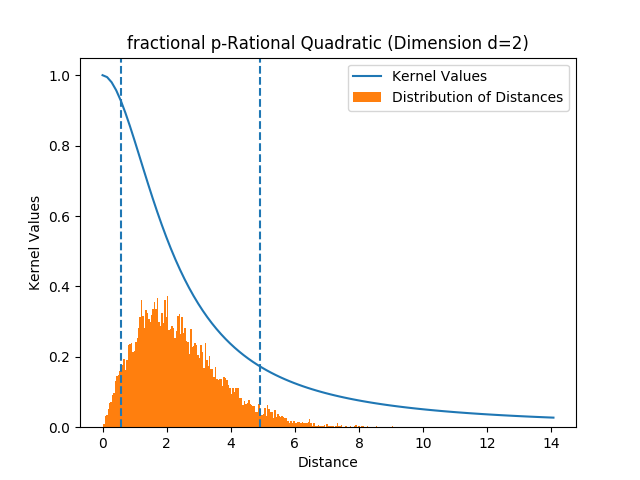 fractional p-Rational Quadratic (Dimension d=2)
Kernel Values
Distribution of Distances
1.0
0.8
0.6
0.4
0.2
0.0
Kernel Values
0 2 4 6 8 10 12 14
Distance